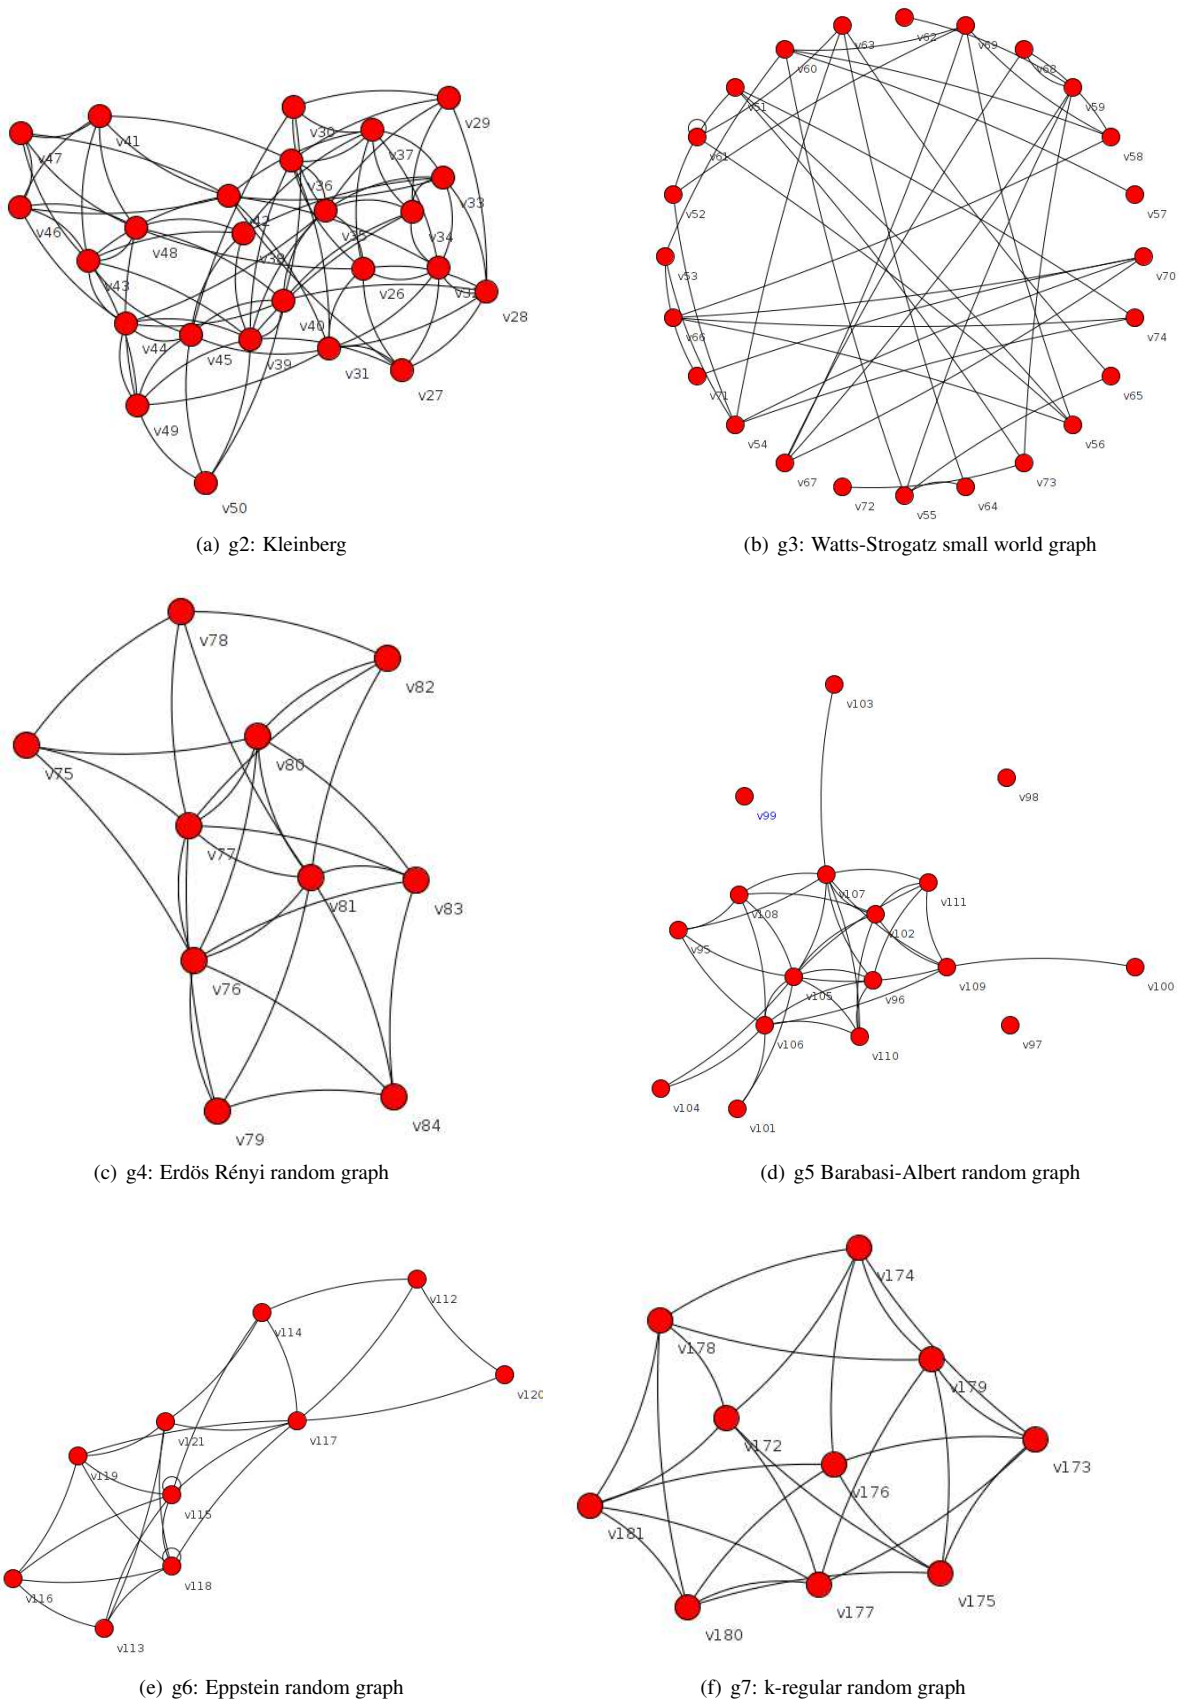 v29
v30
v37
v41
v47
v36
v33
v42
v35
v34
v46
v48
v38
v26
v28
v43
v40
v44
v45
v39
v31
v27
v49
v50
(a) g2: Kleinberg
v62
v63
v69
v60
v68
v51
v59
v61
v58
v52
v57
v53
v70
v66
v74
v71
v65
v54
v56
v67
v73
v72
v55
v64
(b) g3: Watts-Strogatz small world graph
v78
v82
v80
v75
v77
v81
v83
v76
v84
v79
(c) g4: Erdös Rényi random graph
v103
v98
v99
v107
v111
v108
v102
v95
v105
v96
v109
v100
v106
v110
v97
v104
v101
(d) g5 Barabasi-Albert random graph
v112
v114
v120
v121
v117
v119
v115
v118
v116
v113
(e) g6: Eppstein random graph
v174
v178
v179
v172
v173
v176
v181
v175
v177
v180
(f) g7: k-regular random graph